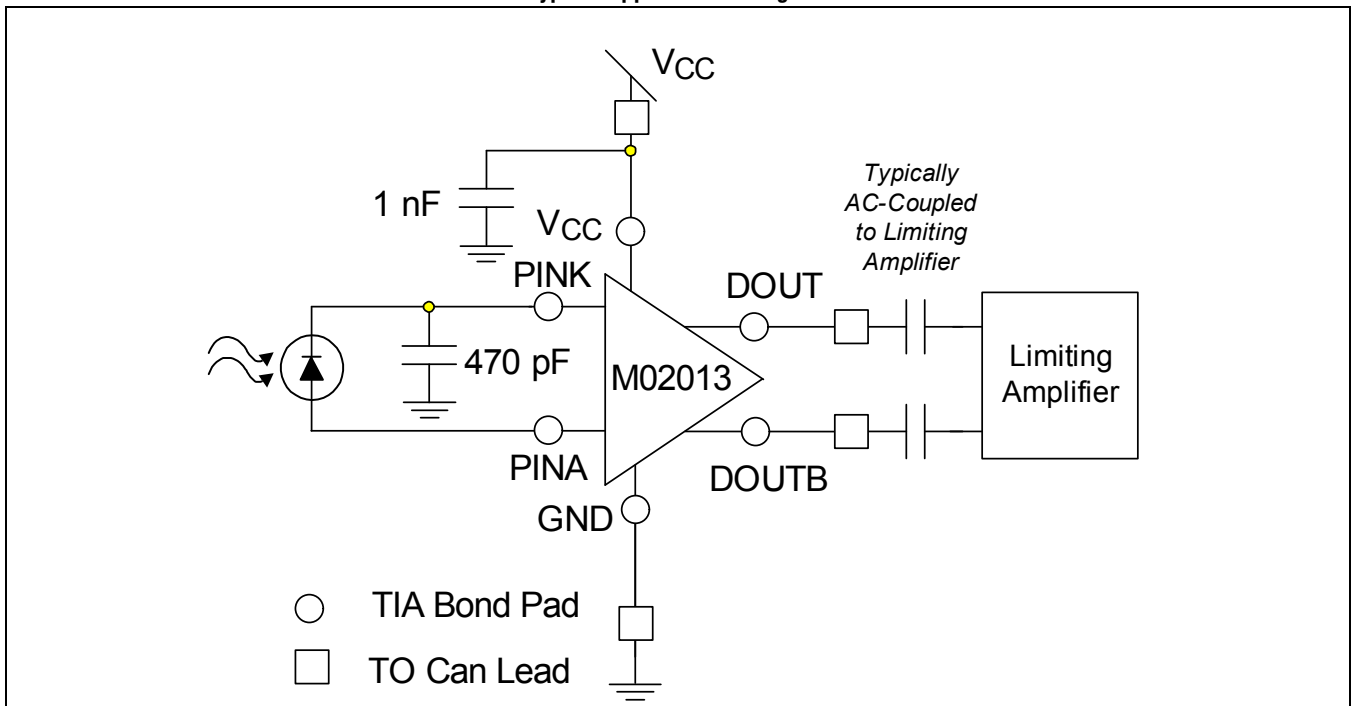 VCC
1 nF
VCC
Typically
AC-Coupled
to Limiting
Amplifier
PINK
DOUT
470 pF
M02013
Limiting
Amplifier
PINA
DOUTB
GND
TIA Bond Pad
TO Can Lead